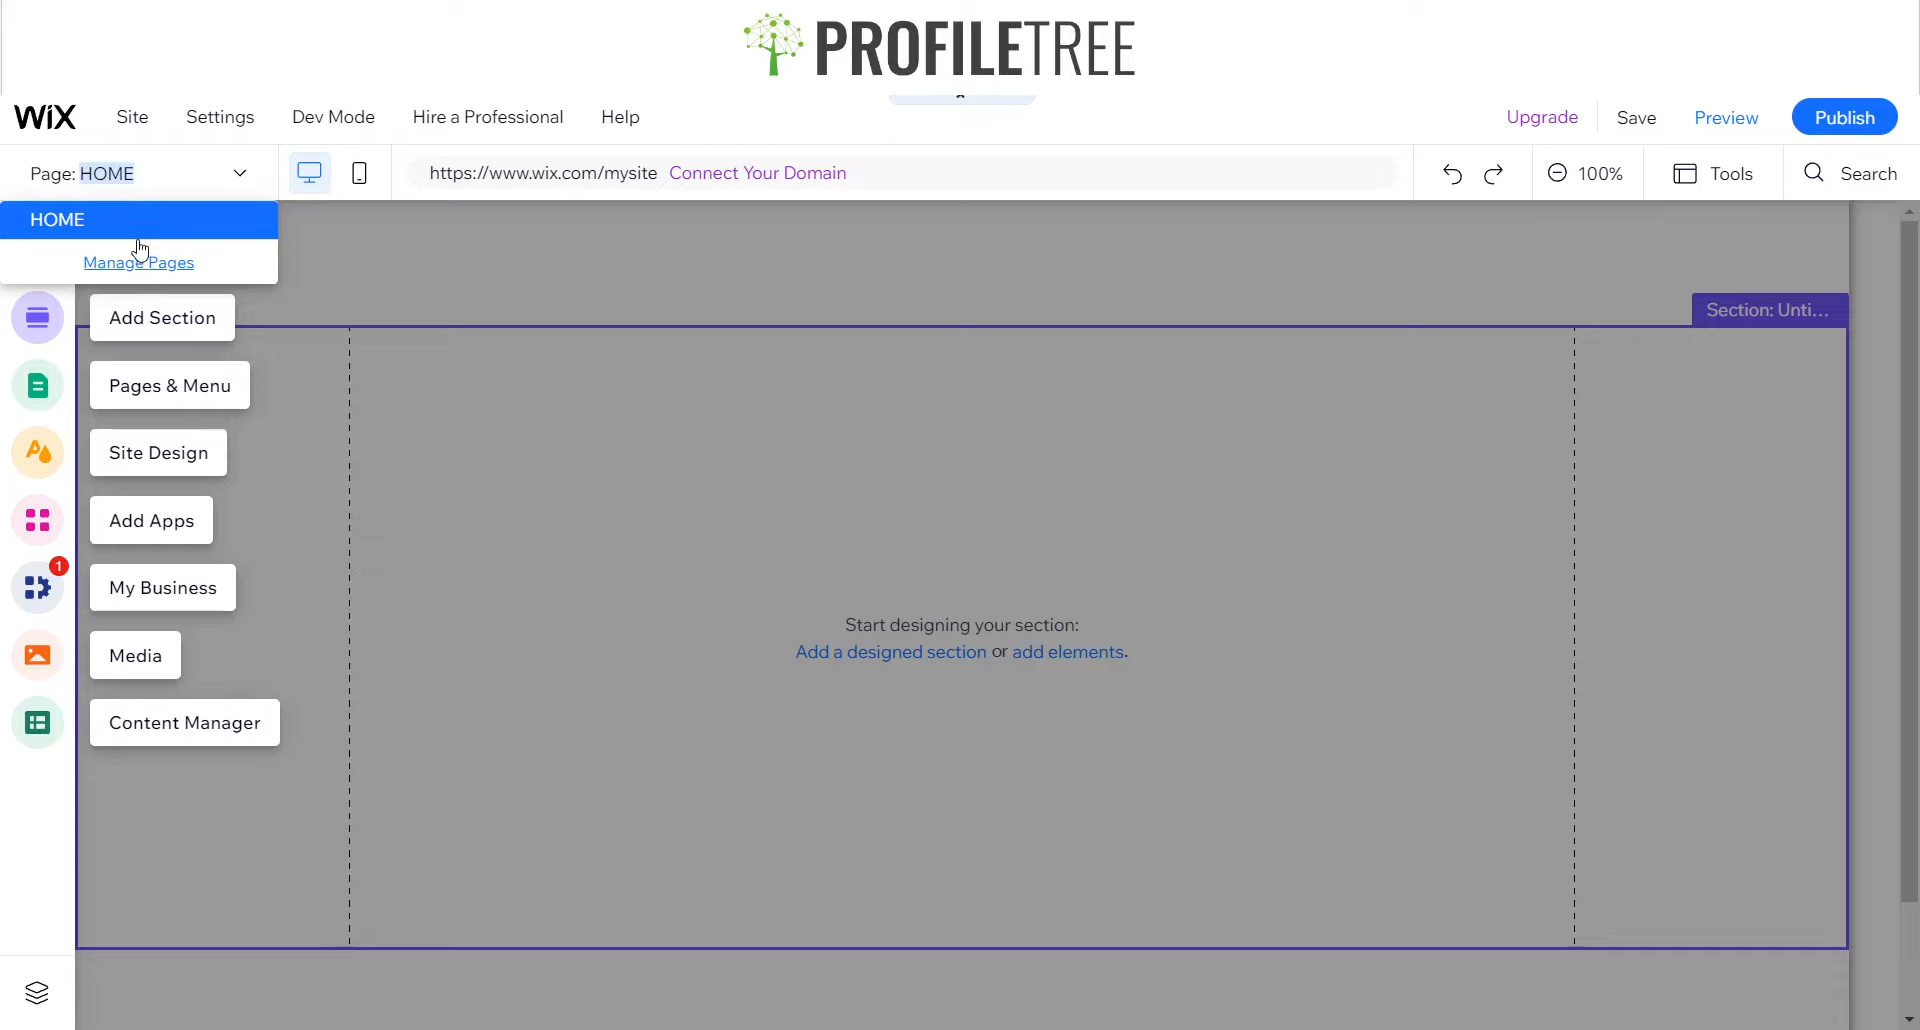 PROFILETREE
WiX Site Settings Dev Mode Hire a Professional Help Upgrade Save Preview Publish
Page: HOME https://www.wix.com/mysite Connect Your Domain 100% Tools Search
HOME
Manage Pages
Section: Unti...
Add Section
Pages & Menu
Site Design
Add Apps
1
My Business
Media
Content Manager
Start designing your section:
Add a designed section or add elements.